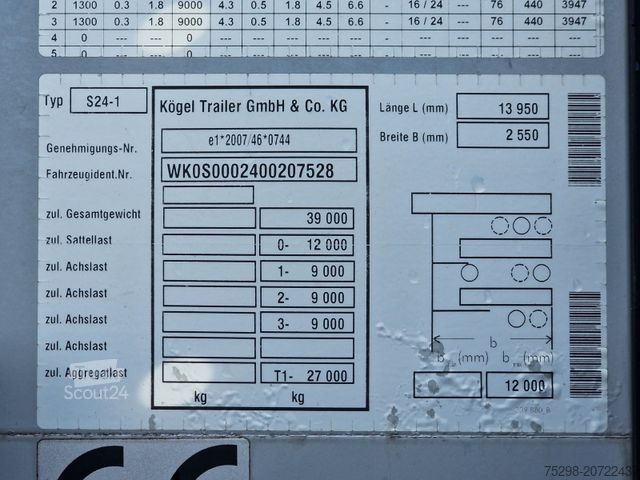 2 1300 0.3 1.8 9000 4.3 0.5 1.8 4.5 6.6 - 16 / 24 --- 76 440 3947
3 1300 0.3 1.8 9000 4.3 0.5 1.8 4.5 6.6 - 16 / 24 --- 76 440 3947
4 --- --- --- 0 --- --- --- --- --- - --- --- --- --- ---
5 --- --- --- 0 --- --- --- --- --- - --- --- --- --- ---
Typ S24-1
Kögel Trailer GmbH & Co. KG
Länge L (mm) 13 950
Breite B (mm) 2 550
Genehmigungs-Nr. e1*2007/46*0744
Fahrzeugident.Nr. WK0S0002400207528
zul. Gesamtgewicht 39 000
zul. Sattellast 0- 12 000
zul. Achslast 1- 9 000
zul. Achslast 2- 9 000
zul. Achslast 3- 9 000
zul. Achslast
zul. Aggregatlast T1- 27 000
kg kg
b
b (mm) b (mm)
12 000
Scout24
CE
75298-2072243